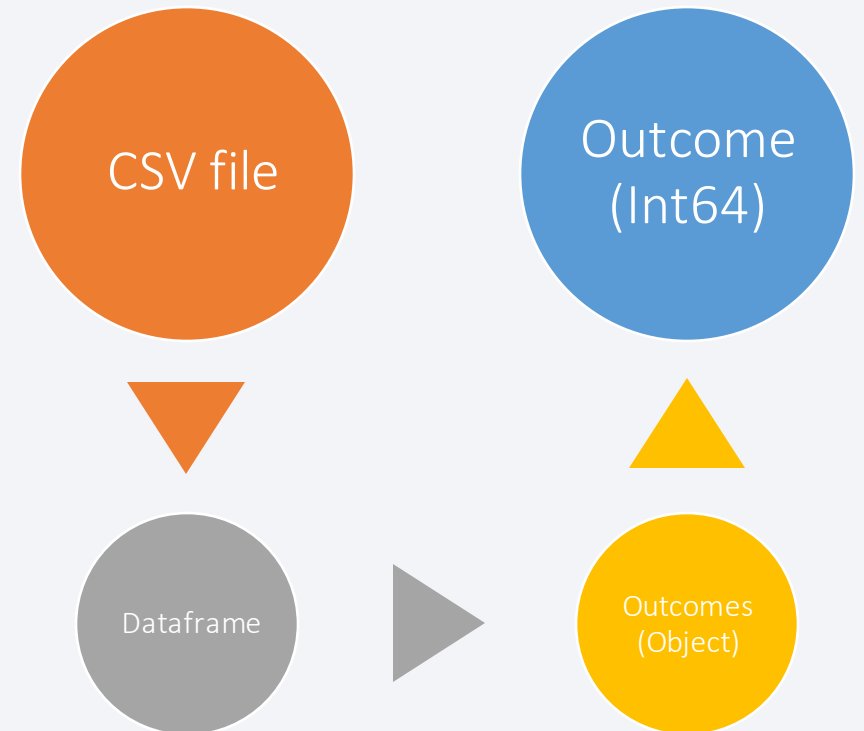 CSV file
Outcome
(Int64)
Dataframe
Outcomes
(Object)